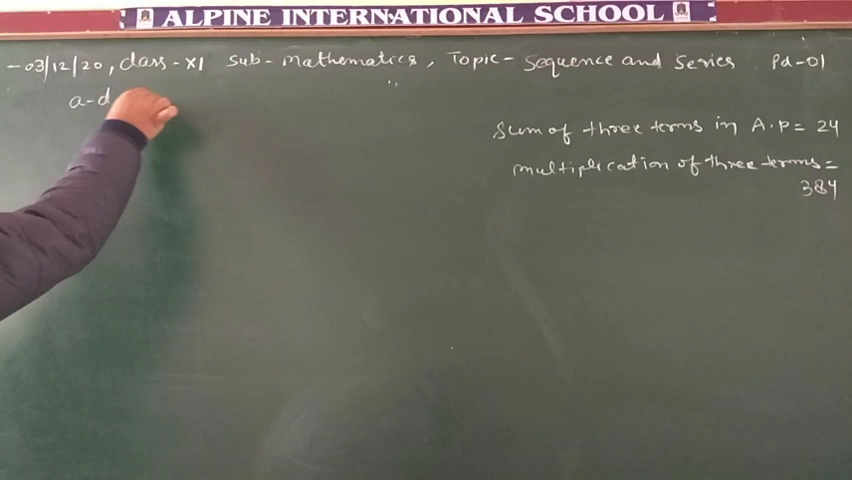 ALPINE INTERNATIONAL SCHOOL
-03/12/20, Class-XI Sub-Mathematics, Topic- Sequence and Series Pd-01
a-d
Sum of three terms in A.P = 24
multiplication of three terms =
384